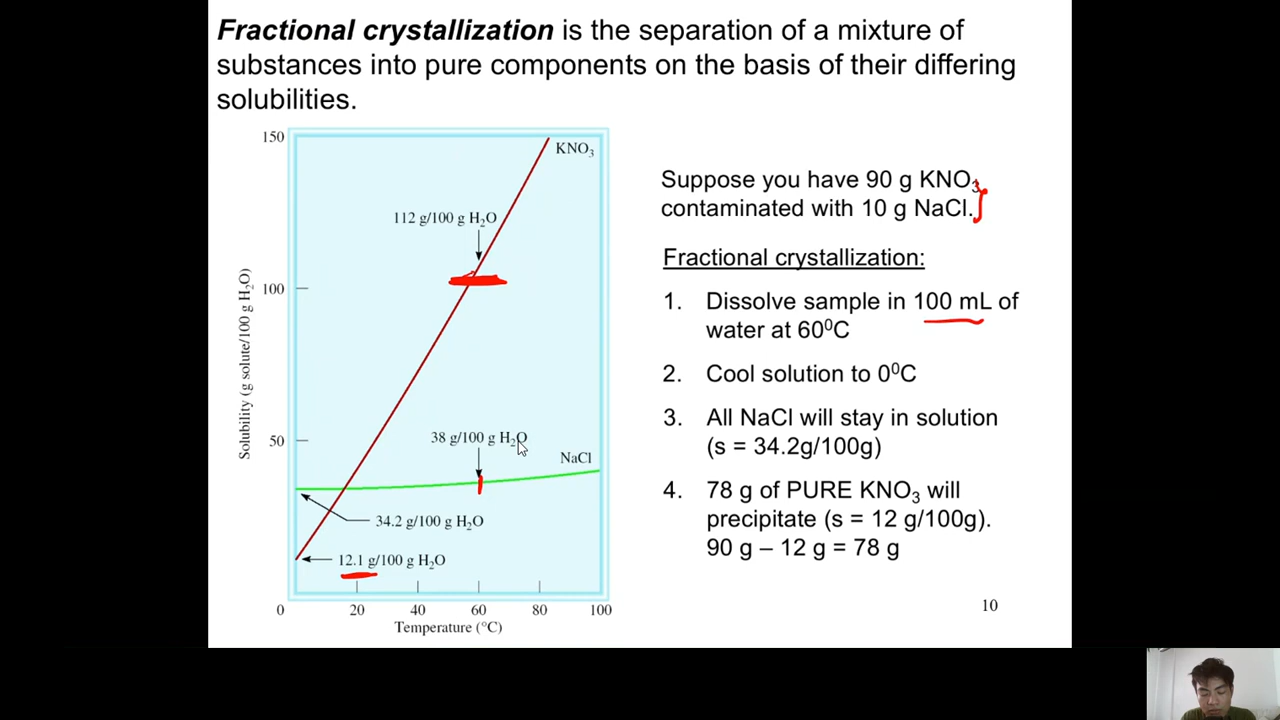 Fractional crystallization is the separation of a mixture of
substances into pure components on the basis of their differing
solubilities.
150
KNO₃
112 g/100 g H₂O
100
Solubility (g solute/100 g H₂O)
38 g/100 g H₂O
50
NaCl
34.2 g/100 g H₂O
12.1 g/100 g H₂O
0 20 40 60 80 100
Temperature (°C)
Suppose you have 90 g KNO₃
contaminated with 10 g NaCl.
Fractional crystallization:
1. Dissolve sample in 100 mL of
water at 60⁰C
2. Cool solution to 0⁰C
3. All NaCl will stay in solution
(s = 34.2g/100g)
4. 78 g of PURE KNO₃ will
precipitate (s = 12 g/100g).
90 g – 12 g = 78 g
10